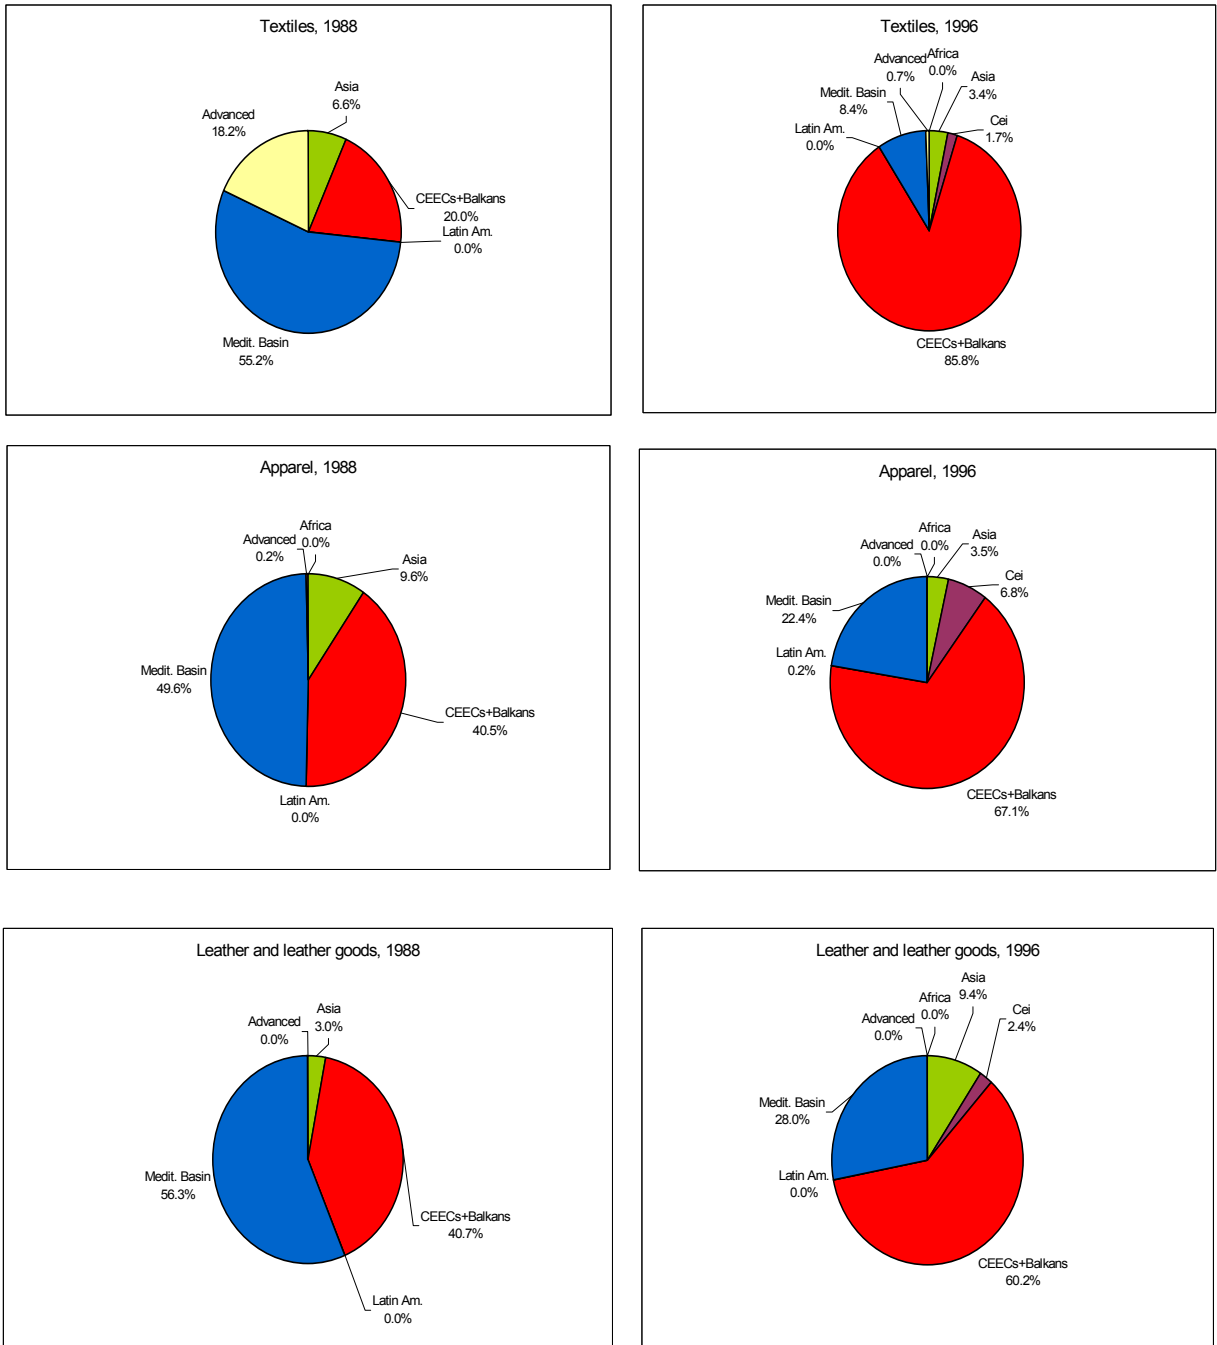 Textiles, 1988
Asia
6.6%
Advanced
18.2%
CEECs+Balkans
20.0%
Latin Am.
0.0%
Medit. Basin
55.2%
Textiles, 1996
Africa
0.0%
Advanced
0.7%
Asia
3.4%
Medit. Basin
8.4%
Cei
1.7%
Latin Am.
0.0%
CEECs+Balkans
85.8%
Apparel, 1988
Africa
0.0%
Advanced
0.2%
Asia
9.6%
Medit. Basin
49.6%
CEECs+Balkans
40.5%
Latin Am.
0.0%
Apparel, 1996
Africa
0.0%
Advanced
0.0%
Asia
3.5%
Cei
6.8%
Medit. Basin
22.4%
Latin Am.
0.2%
CEECs+Balkans
67.1%
Leather and leather goods, 1988
Asia
3.0%
Advanced
0.0%
Medit. Basin
56.3%
CEECs+Balkans
40.7%
Latin Am.
0.0%
Leather and leather goods, 1996
Asia
9.4%
Africa
0.0%
Advanced
0.0%
Cei
2.4%
Medit. Basin
28.0%
Latin Am.
0.0%
CEECs+Balkans
60.2%